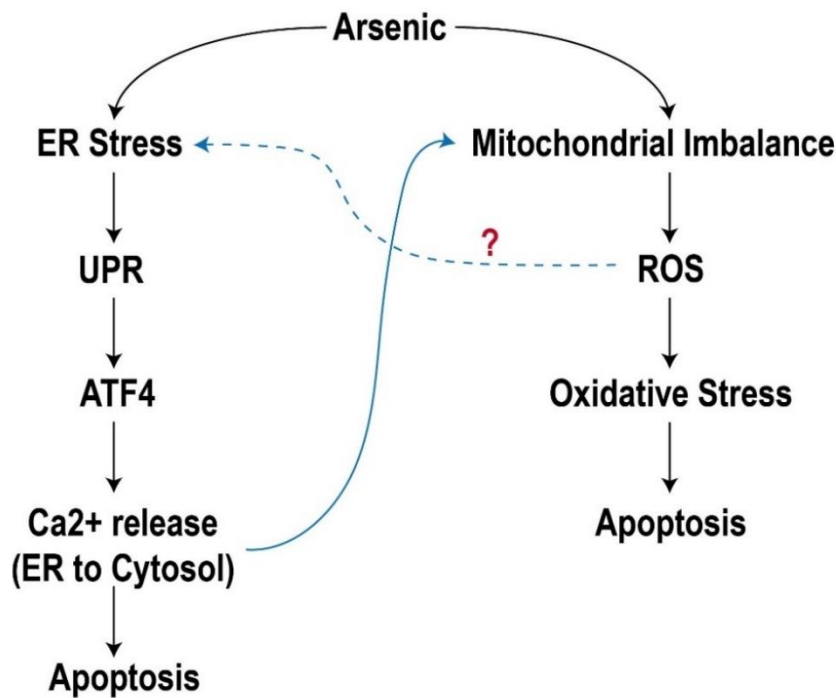 Arsenic
ER Stress
Mitochondrial Imbalance
?
UPR
ROS
ATF4
Oxidative Stress
Ca2+ release
(ER to Cytosol)
Apoptosis
Apoptosis